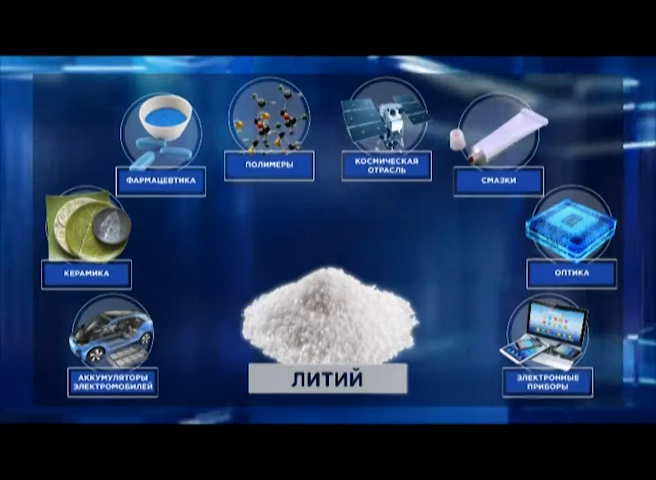 ФАРМАЦЕВТИКА
ПОЛИМЕРЫ
КОСМИЧЕСКАЯ
ОТРАСЛЬ
СМАЗКИ
КЕРАМИКА
ОПТИКА
АККУМУЛЯТОРЫ
ЭЛЕКТРОМОБИЛЕЙ
ЛИТИЙ
ЭЛЕКТРОННЫЕ
ПРИБОРЫ